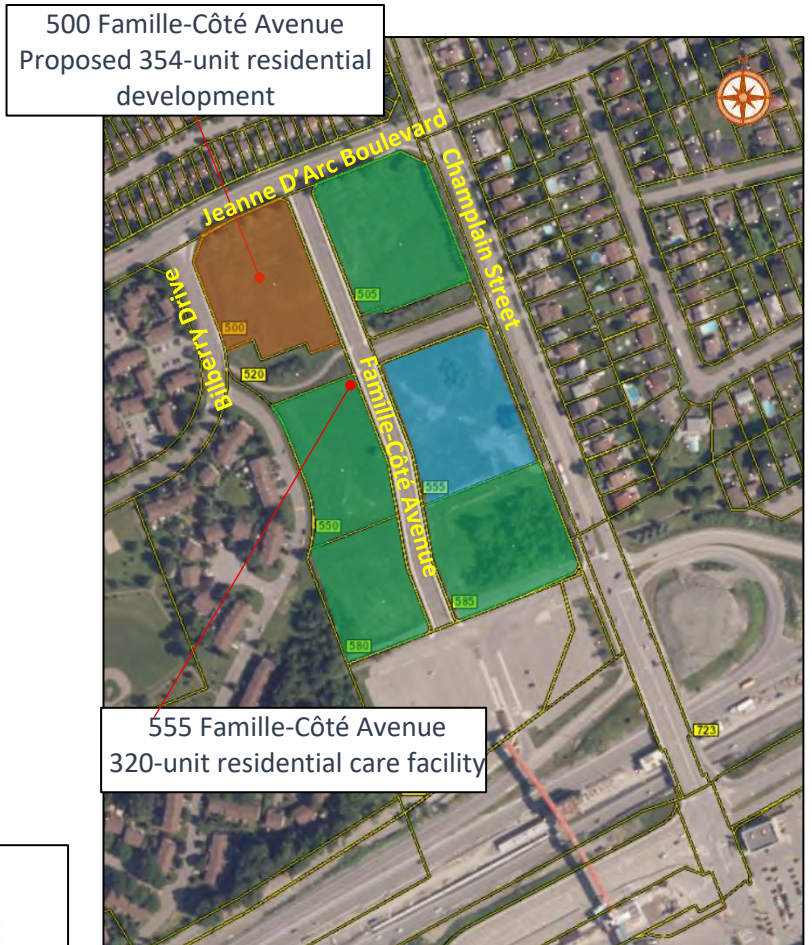 500 Famille-Côté Avenue
Proposed 354-unit residential
development
Jeanne D'Arc Boulevard
Champlain Street
Bilberry Drive
505
500
520
Famille-Côté Avenue
555
550
585
580
555 Famille-Côté Avenue
320-unit residential care facility
723